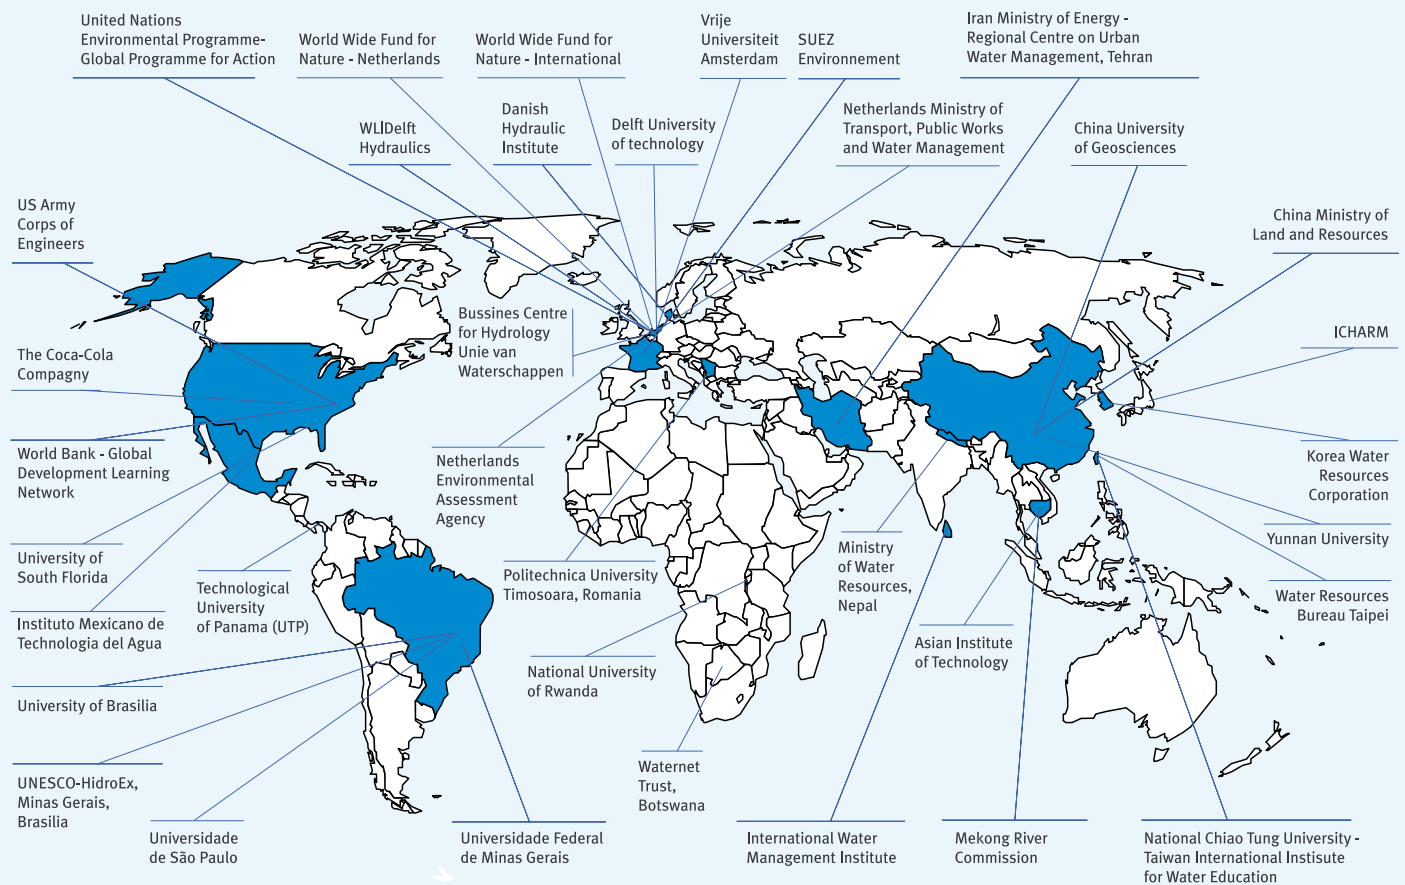 United Nations
Environmental Programme-
Global Programme for Action
World Wide Fund for
Nature - Netherlands
World Wide Fund for
Nature - International
Vrije
Universiteit
Amsterdam
SUEZ
Environnement
Iran Ministry of Energy -
Regional Centre on Urban
Water Management, Tehran
WL|Delft
Hydraulics
Danish
Hydraulic
Institute
Delft University
of technology
Netherlands Ministry of
Transport, Public Works
and Water Management
China University
of Geosciences
US Army
Corps of
Engineers
China Ministry of
Land and Resources
Bussines Centre
for Hydrology
Unie van
Waterschappen
ICHARM
The Coca-Cola
Compagny
World Bank - Global
Development Learning
Network
Netherlands
Environmental
Assessment
Agency
Korea Water
Resources
Corporation
Yunnan University
University of
South Florida
Technological
University
of Panama (UTP)
Politechnica University
Timosoara, Romania
Ministry
of Water
Resources,
Nepal
Water Resources
Bureau Taipei
Instituto Mexicano de
Technologia del Agua
Asian Institute
of Technology
National University
of Rwanda
University of Brasilia
Waternet
Trust,
Botswana
UNESCO-HidroEx,
Minas Gerais,
Brasilia
Universidade
de São Paulo
Universidade Federal
de Minas Gerais
International Water
Management Institute
Mekong River
Commission
National Chiao Tung University -
Taiwan International Instisute
for Water Education